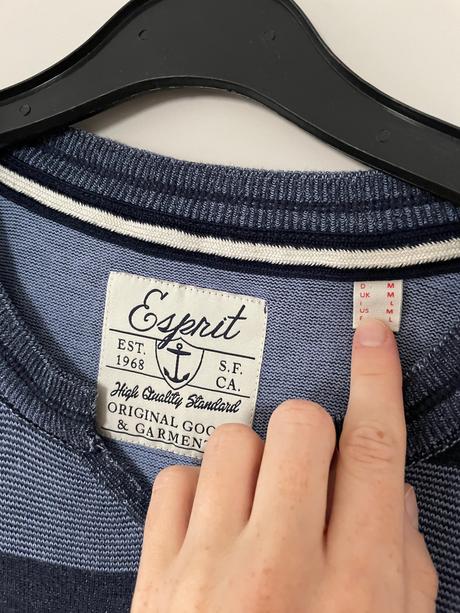 Esprit
EST. S.F.
1968 CA.
High Quality Standard
ORIGINAL GOO
& GARMEN
D M
UK M
I M
US M
F L